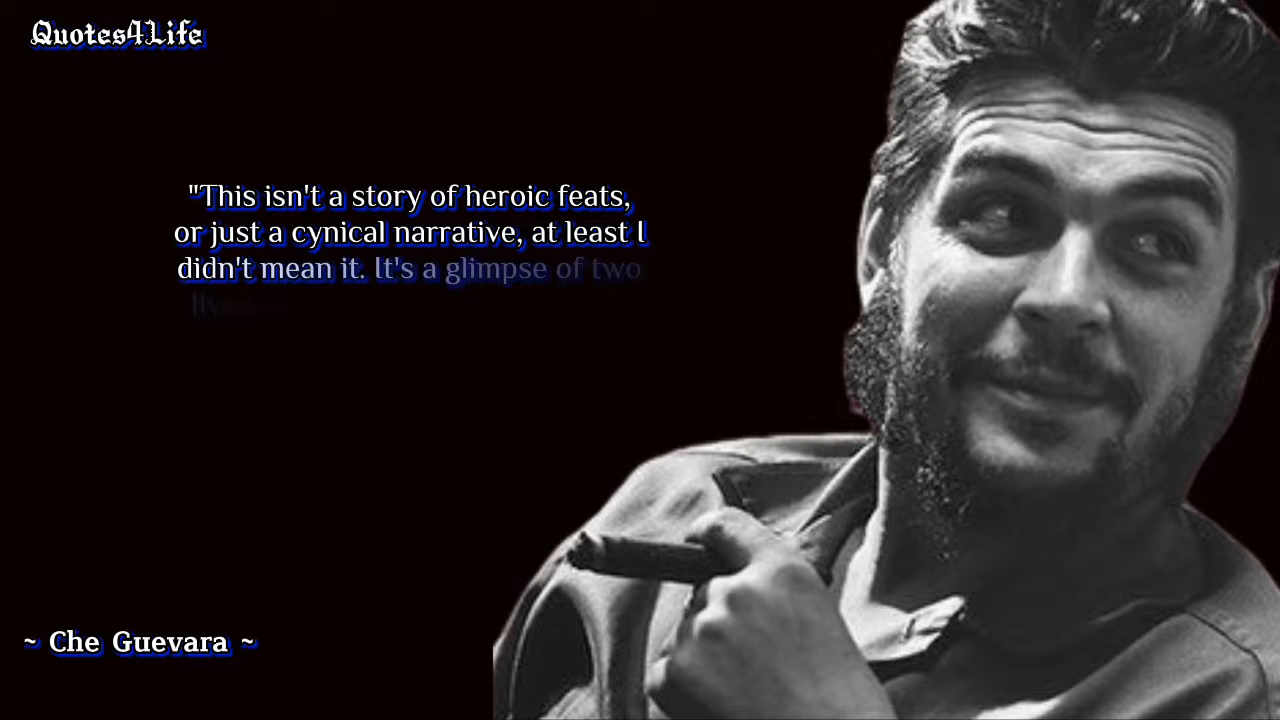 Quotes4Life
"This isn't a story of heroic feats,
or just a cynical narrative, at least I
didn't mean it. It's a glimpse of two
~ Che Guevara ~